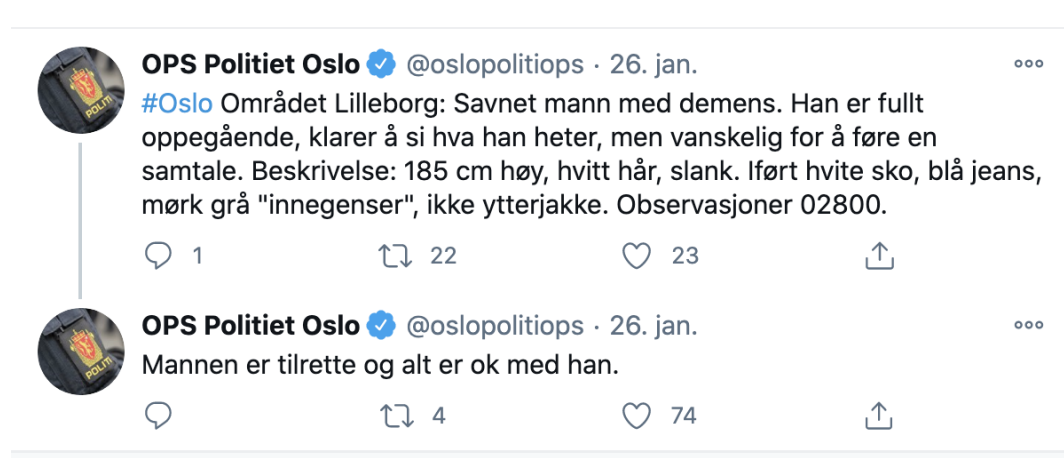 OPS Politiet Oslo @oslopolitiops · 26. jan.
#Oslo Området Lilleborg: Savnet mann med demens. Han er fullt
oppegående, klarer å si hva han heter, men vanskelig for å føre en
samtale. Beskrivelse: 185 cm høy, hvitt hår, slank. Iført hvite sko, blå jeans,
mørk grå "innegenser", ikke ytterjakke. Observasjoner 02800.
1 22 23
OPS Politiet Oslo @oslopolitiops · 26. jan.
Mannen er tilrette og alt er ok med han.
4 74
POLITI
POLITI